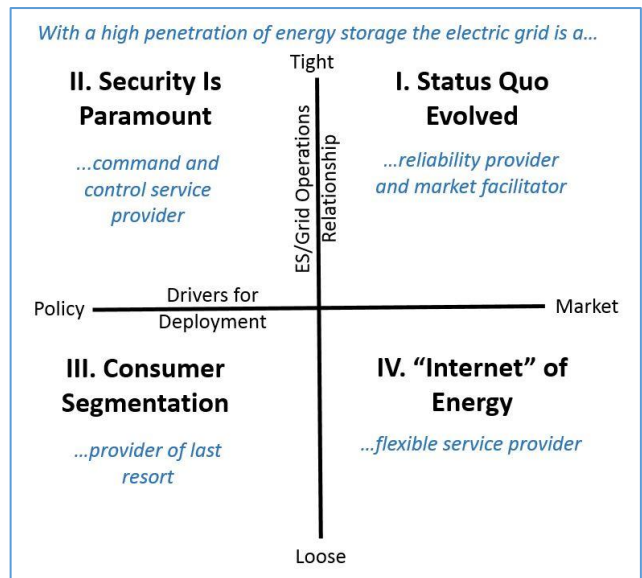 With a high penetration of energy storage the electric grid is a…
Tight
II. Security Is
Paramount
…command and
control service
provider
I. Status Quo
Evolved
…reliability provider
and market facilitator
ES/Grid Operations
Relationship
Policy
Drivers for
Deployment
Market
III. Consumer
Segmentation
…provider of last
resort
IV. “Internet” of
Energy
…flexible service provider
Loose